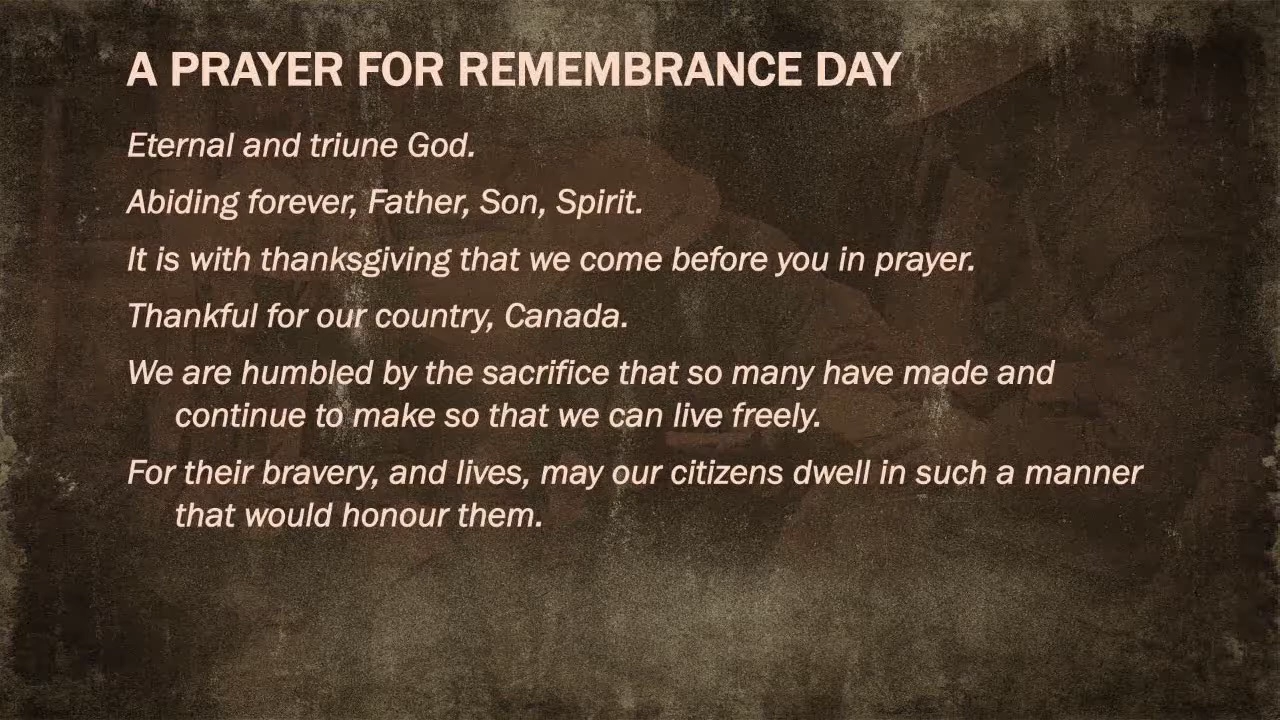 A PRAYER FOR REMEMBRANCE DAY
Eternal and triune God.
Abiding forever, Father, Son, Spirit.
It is with thanksgiving that we come before you in prayer.
Thankful for our country, Canada.
We are humbled by the sacrifice that so many have made and
continue to make so that we can live freely.
For their bravery, and lives, may our citizens dwell in such a manner
that would honour them.